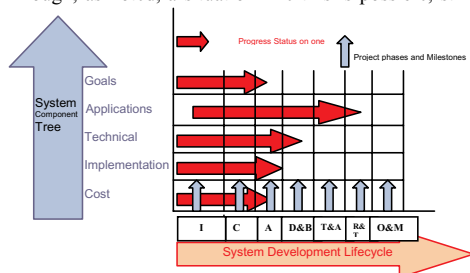 Progress Status on one
Project phases and Milestones
Goals
System
Component
Tree
Applications
Technical
Implementation
Cost
I C A D&B T&A R& T O&M
System Development Lifecycle